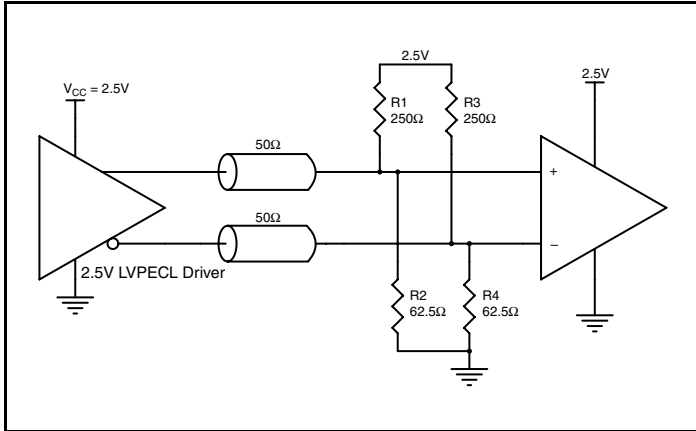 2.5V
V_CC = 2.5V
2.5V
R1
250Ω
R3
250Ω
50Ω
+
50Ω
–
2.5V LVPECL Driver
R2
62.5Ω
R4
62.5Ω